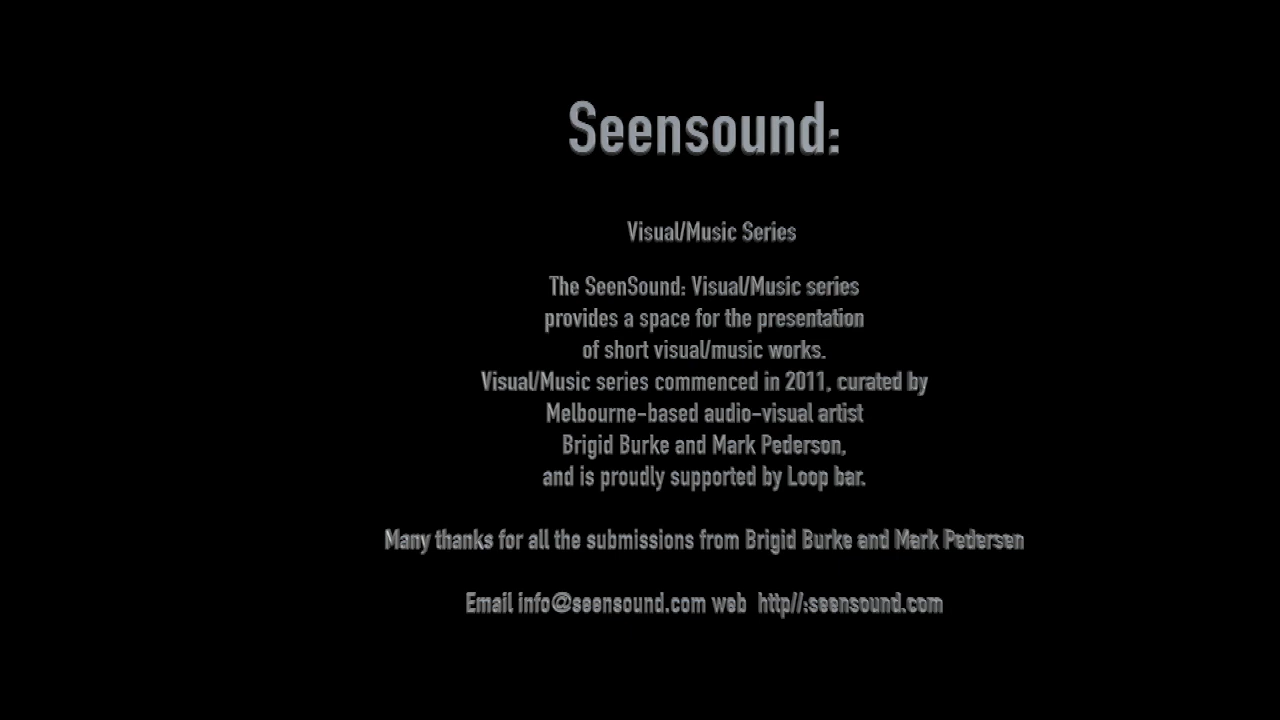 Seensound:
Visual/Music Series
The SeenSound: Visual/Music series
provides a space for the presentation
of short visual/music works.
Visual/Music series commenced in 2011, curated by
Melbourne-based audio-visual artist
Brigid Burke and Mark Pederson,
and is proudly supported by Loop bar.
Many thanks for all the submissions from Brigid Burke and Mark Pedersen
Email info@seensound.com web http//:seensound.com